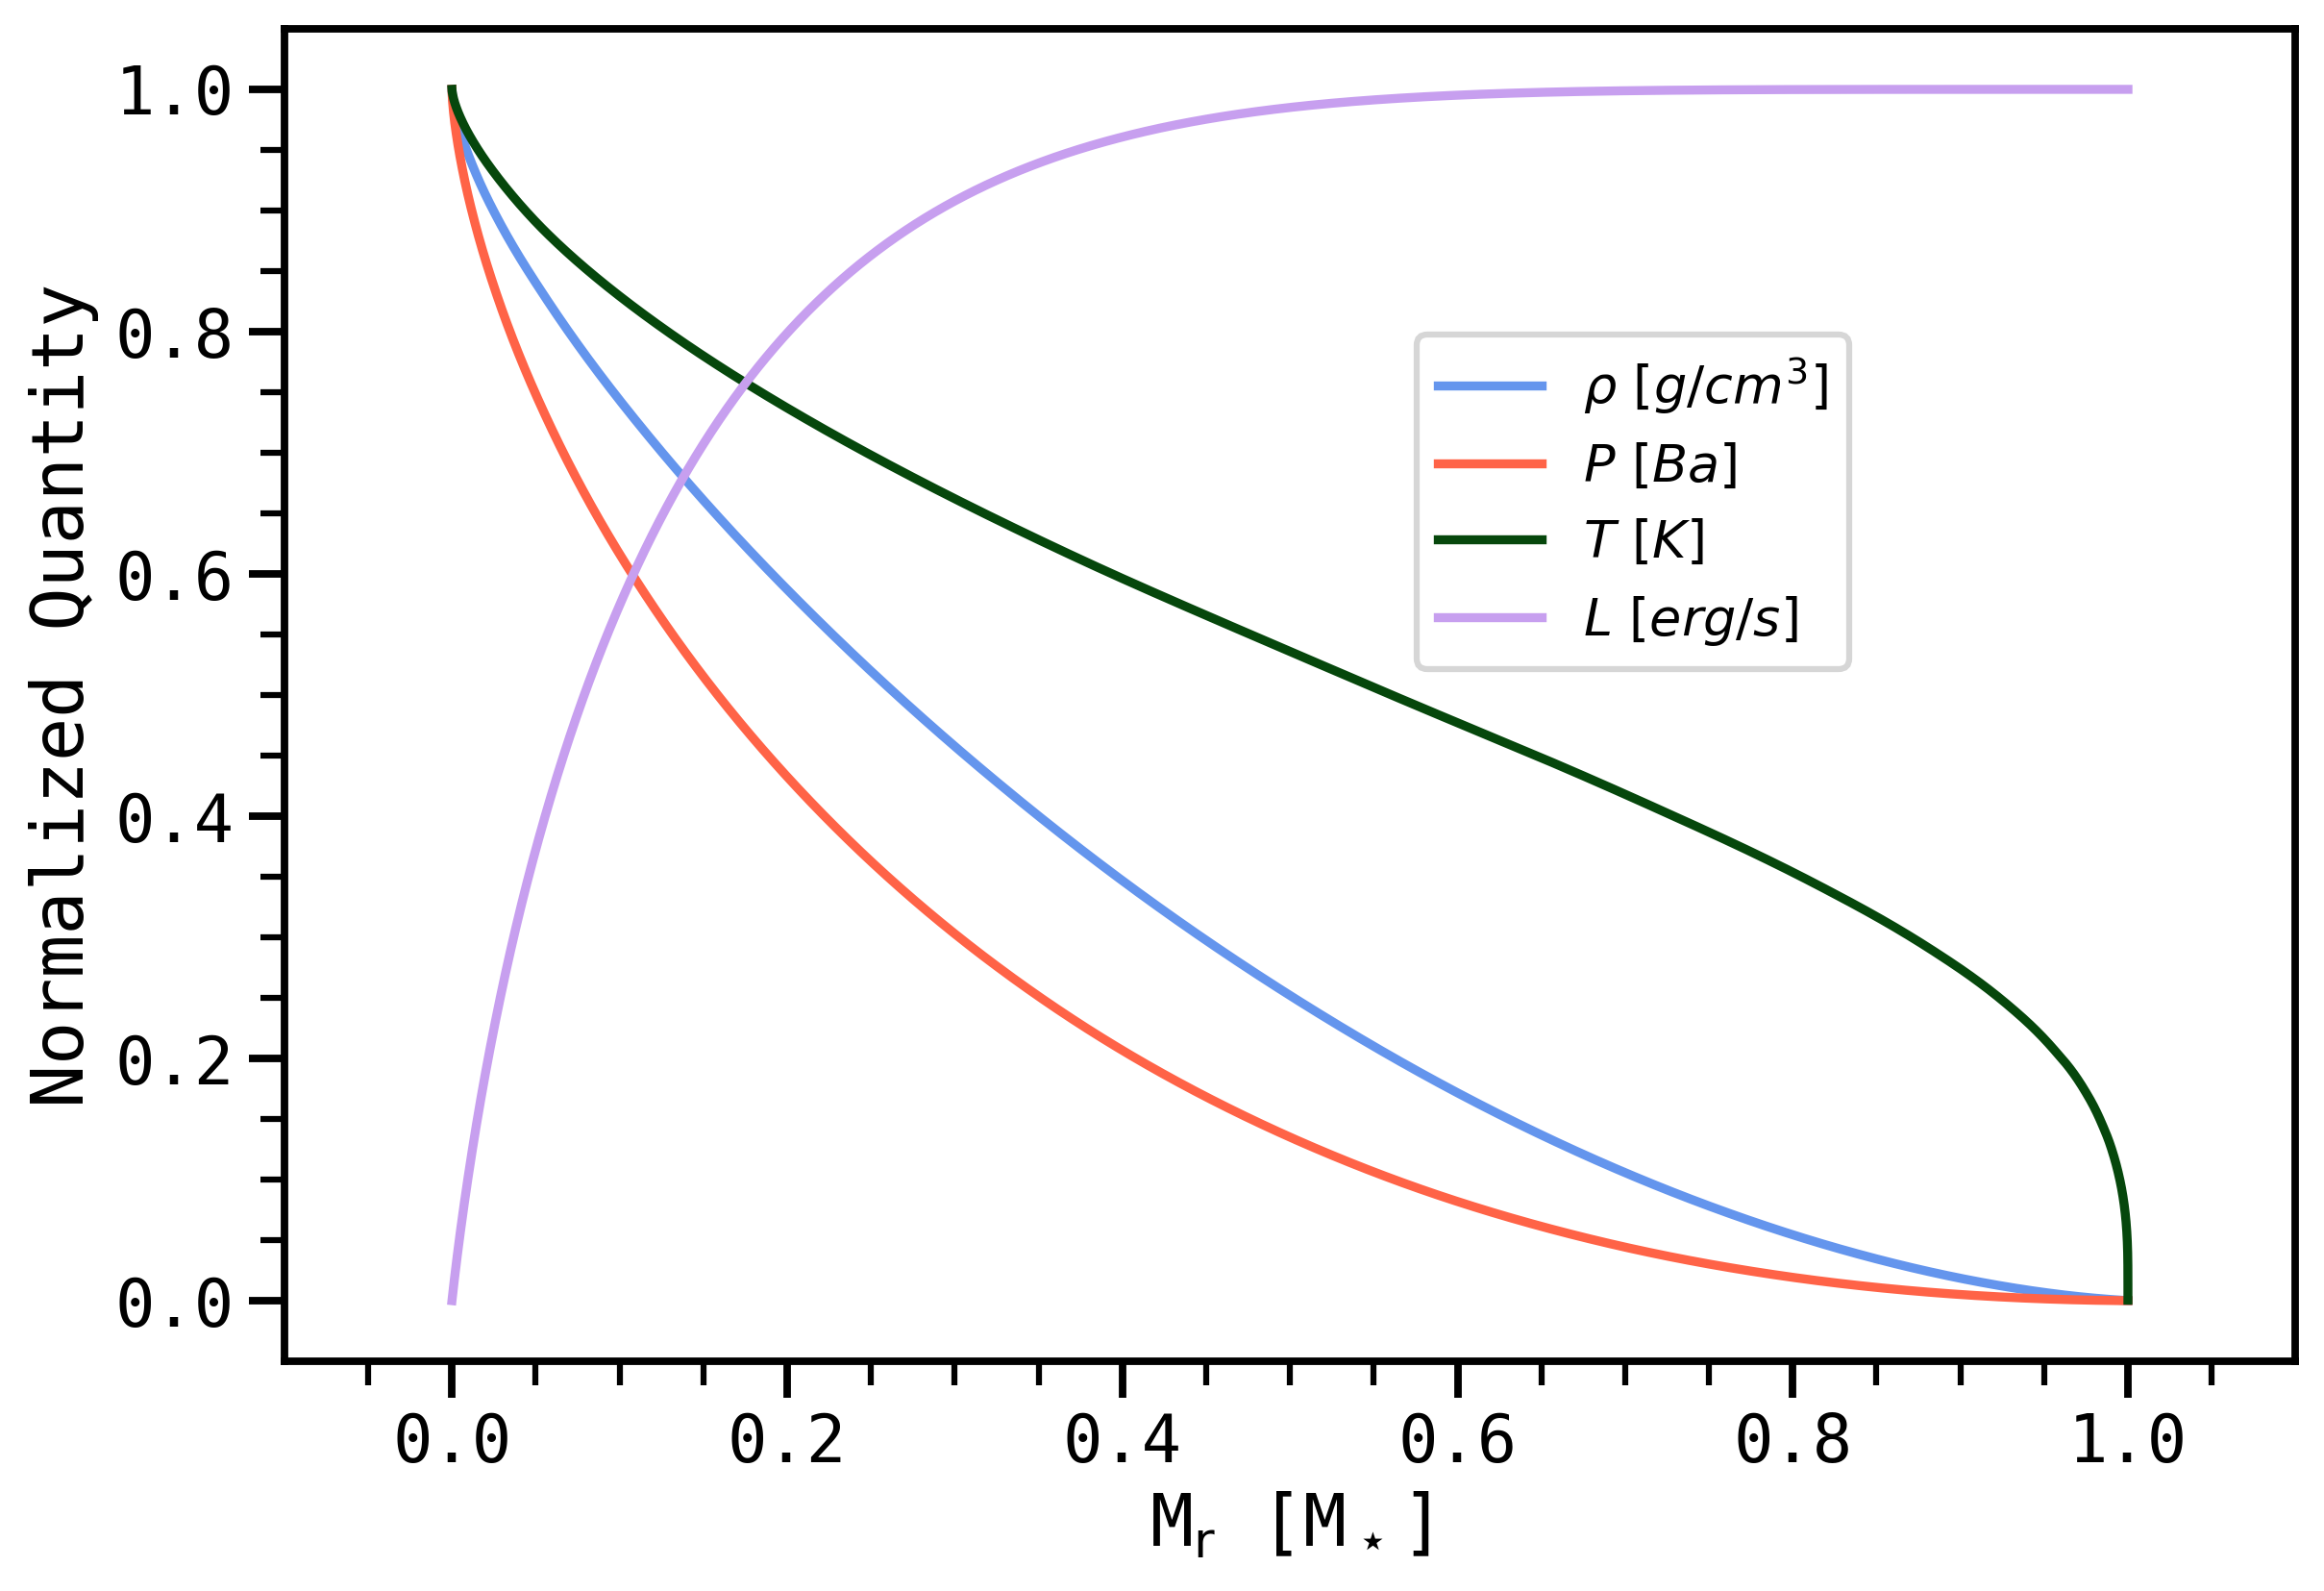 Normalized Quantity
1.0
0.8
0.6
0.4
0.2
0.0
ρ [g/cm³]
P [Ba]
T [K]
L [erg/s]
0.0 0.2 0.4 0.6 0.8 1.0
Mᵣ [M⋆]